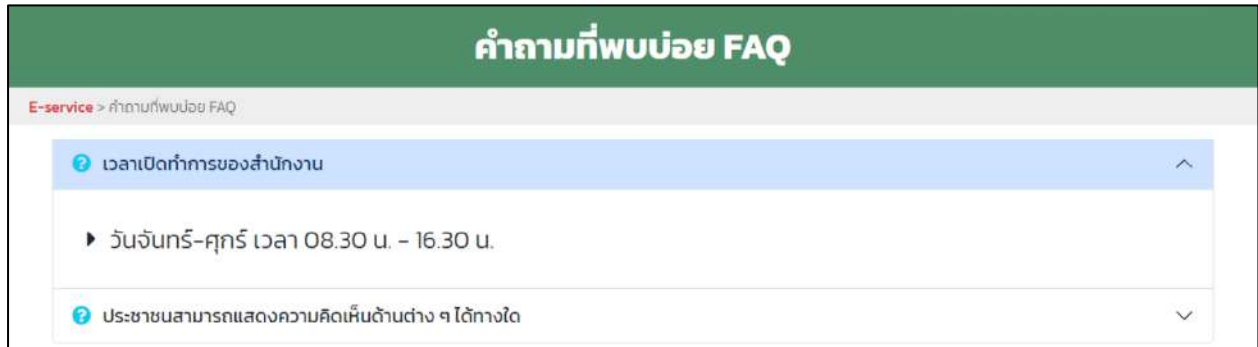 คำถามที่พบบ่อย FAQ
E-service > คำถามที่พบบ่อย FAQ
เวลาเปิดทำการของสำนักงาน
วันจันทร์-ศุกร์ เวลา 08.30 น. - 16.30 น.
ประชาชนสามารถแสดงความคิดเห็นด้านต่าง ๆ ได้ทางใด